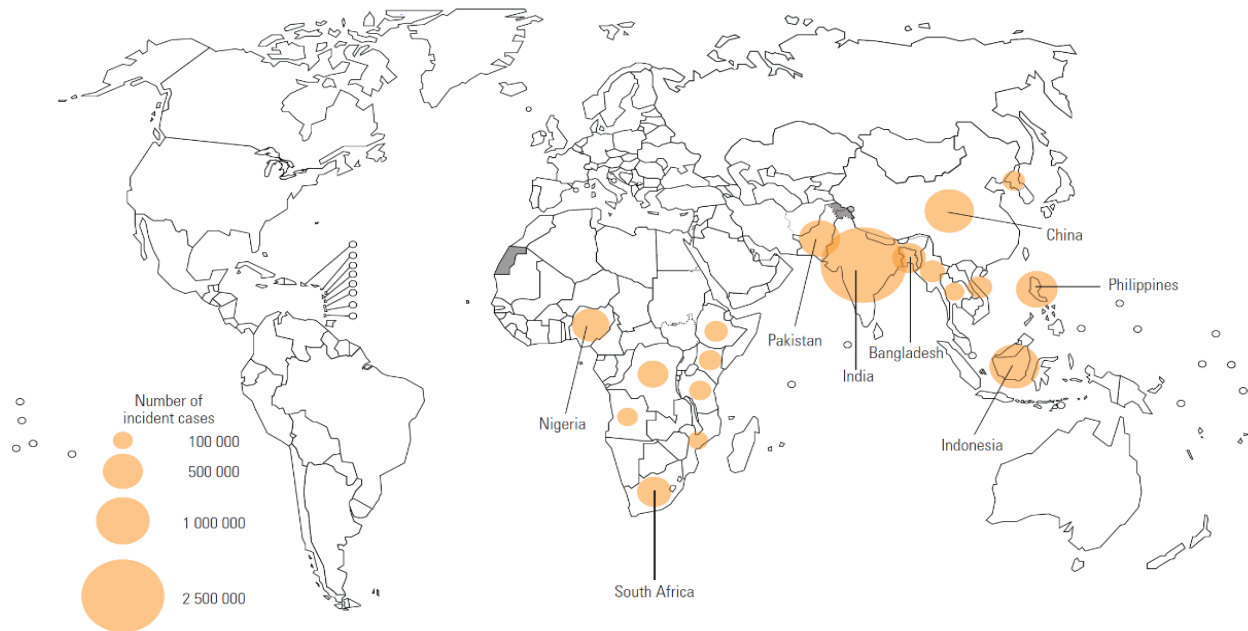 China
Philippines
Pakistan
Bangladesh
India
Nigeria
Indonesia
South Africa
Number of
incident cases
100 000
500 000
1 000 000
2 500 000